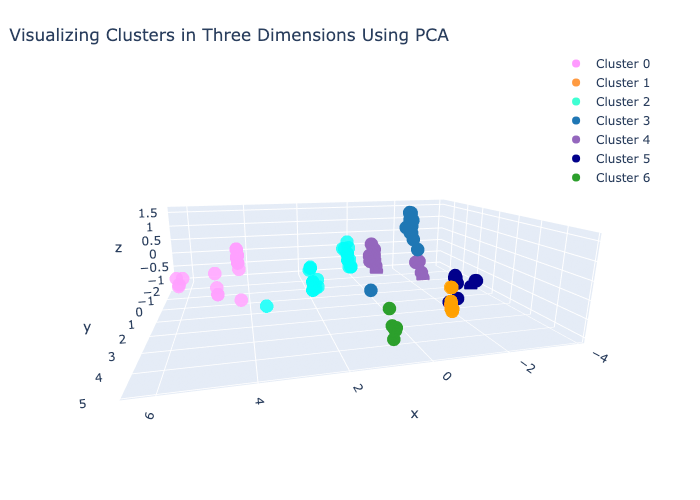 Visualizing Clusters in Three Dimensions Using PCA
Cluster 0
Cluster 1
Cluster 2
Cluster 3
Cluster 4
Cluster 5
Cluster 6
1.5
1
0.5
0
−0.5
−1
z
−2
−1
0
1
2
3
4
5
y
6
4
2
0
−2
−4
x